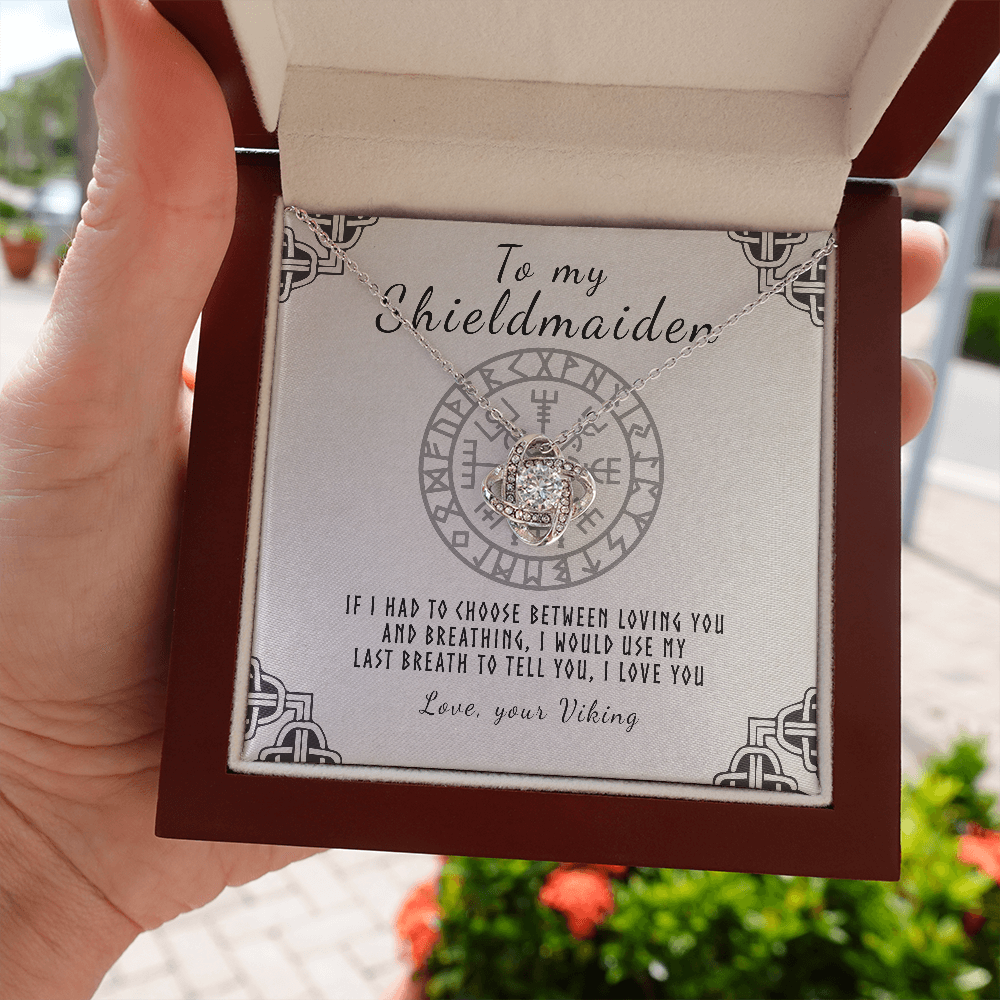 To my
Shieldmaiden
IF I HAD TO CHOOSE BETWEEN LOVING YOU
AND BREATHING, I WOULD USE MY
LAST BREATH TO TELL YOU, I LOVE YOU
Love, your Viking